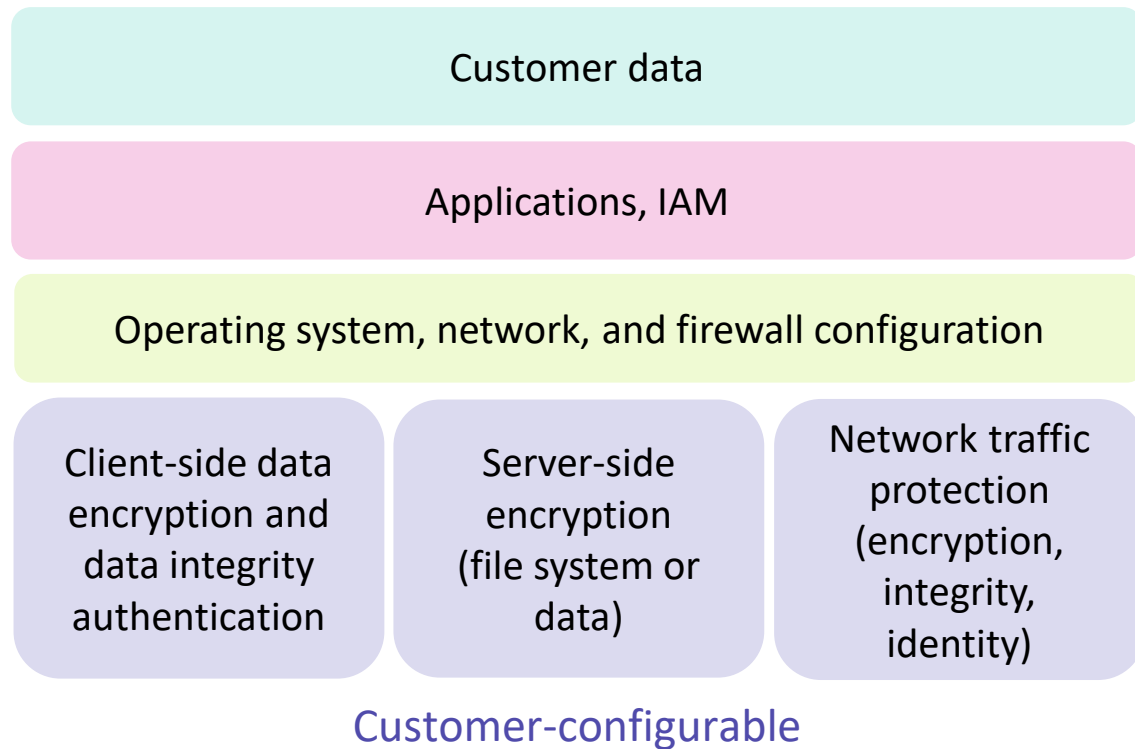 Customer data
Applications, IAM
Operating system, network, and firewall configuration
Client-side data
encryption and
data integrity
authentication
Server-side
encryption
(file system or
data)
Network traffic
protection
(encryption,
integrity,
identity)
Customer-configurable